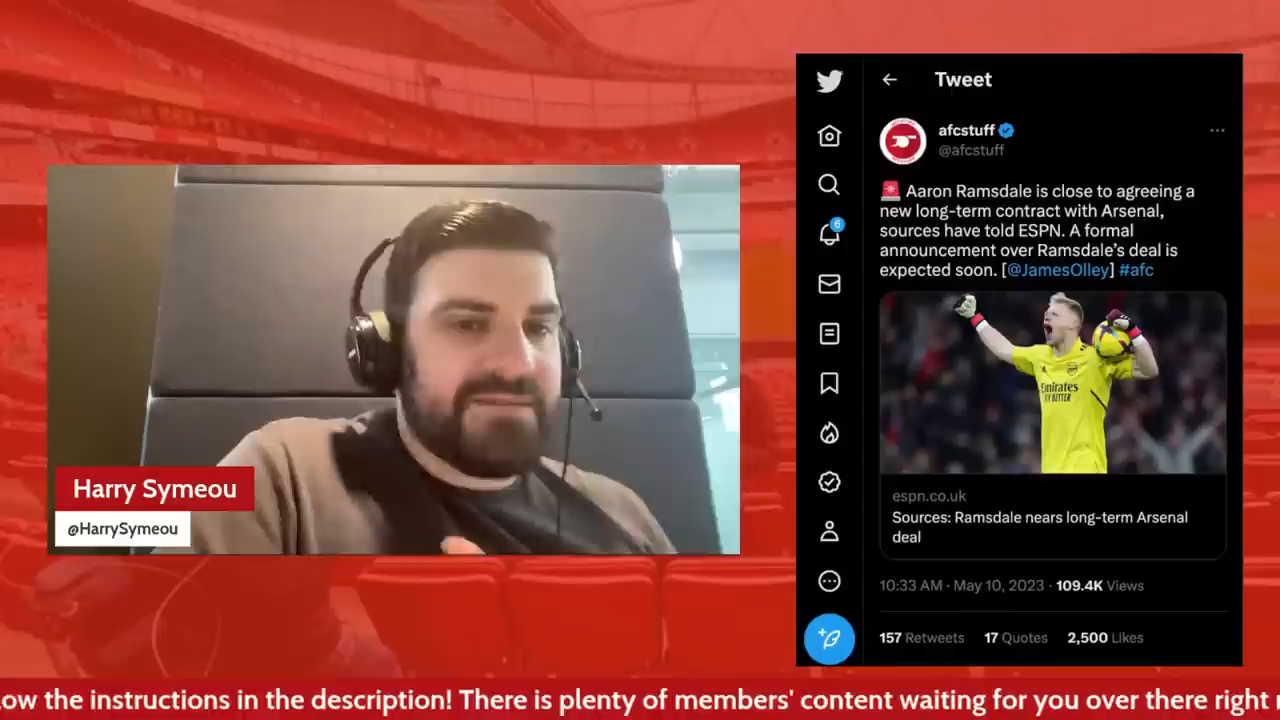 Tweet
afcstuff
@afcstuff
Aaron Ramsdale is close to agreeing a
new long-term contract with Arsenal,
sources have told ESPN. A formal
announcement over Ramsdale's deal is
expected soon. [@JamesOlley] #afc
6
Emirates
FLY BETTER
espn.co.uk
Sources: Ramsdale nears long-term Arsenal
deal
10:33 AM · May 10, 2023 · 109.4K Views
157 Retweets 17 Quotes 2,500 Likes
Harry Symeou
@HarrySymeou
ow the instructions in the description! There is plenty of members' content waiting for you over there right